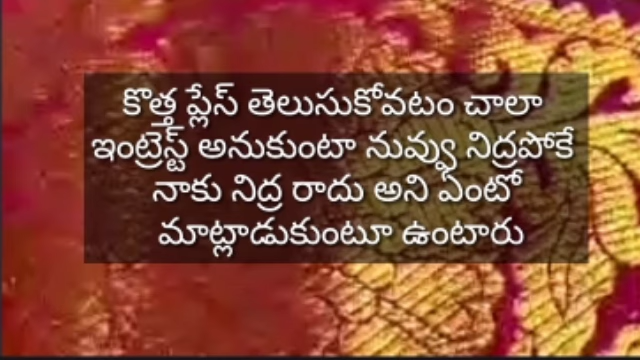 కొత్త ప్లేస్ తెలుసుకోవటం చాలా
ఇంట్రెస్ట్ అనుకుంటా నువ్వు నిద్రపోకే
నాకు నిద్ర రాదు అని ఏంటో
మాట్లాడుకుంటూ ఉంటారు